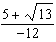 (5 + √13) / −12